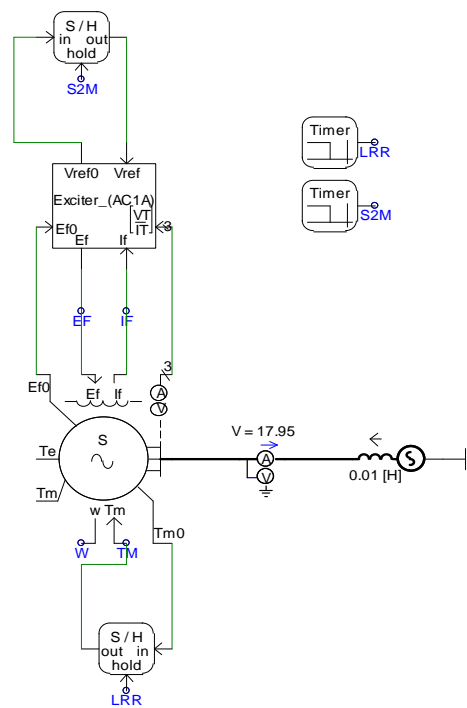 S / H
in out
hold
S2M
Timer
LRR
Timer
S2M
Vref0 Vref
Exciter_(AC1A)
VT
IT
3
Ef0
Ef If
EF IF
3
Ef0
Ef If
A
V
S
Te
Tm
w Tm
Tm0
W TM
V = 17.95
A
V
S
0.01 [H]
S / H
out in
hold
LRR